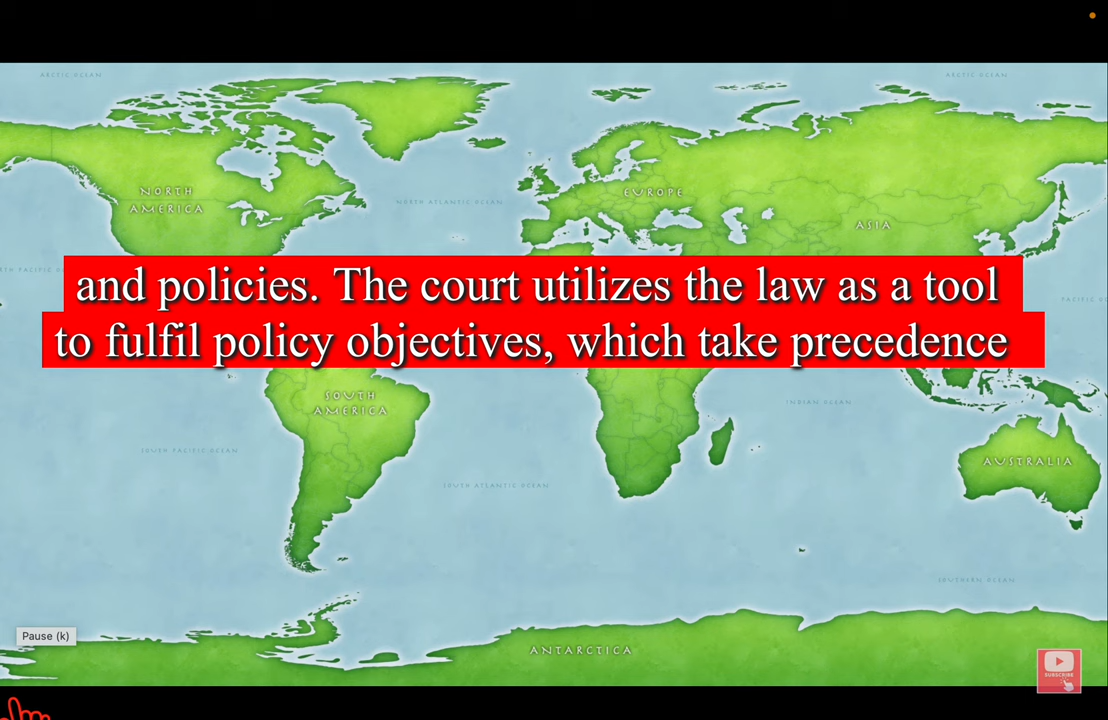 ARCTIC OCEAN
ARCTIC OCEAN
NORTH
AMERICA
NORTH ATLANTIC OCEAN
EUROPE
ASIA
and policies. The court utilizes the law as a tool
to fulfil policy objectives, which take precedence
SOUTH
AMERICA
INDIAN OCEAN
SOUTH PACIFIC OCEAN
SOUTH ATLANTIC OCEAN
AUSTRALIA
SOUTHERN OCEAN
Pause (k)
ANTARCTICA
SUBSCRIBE